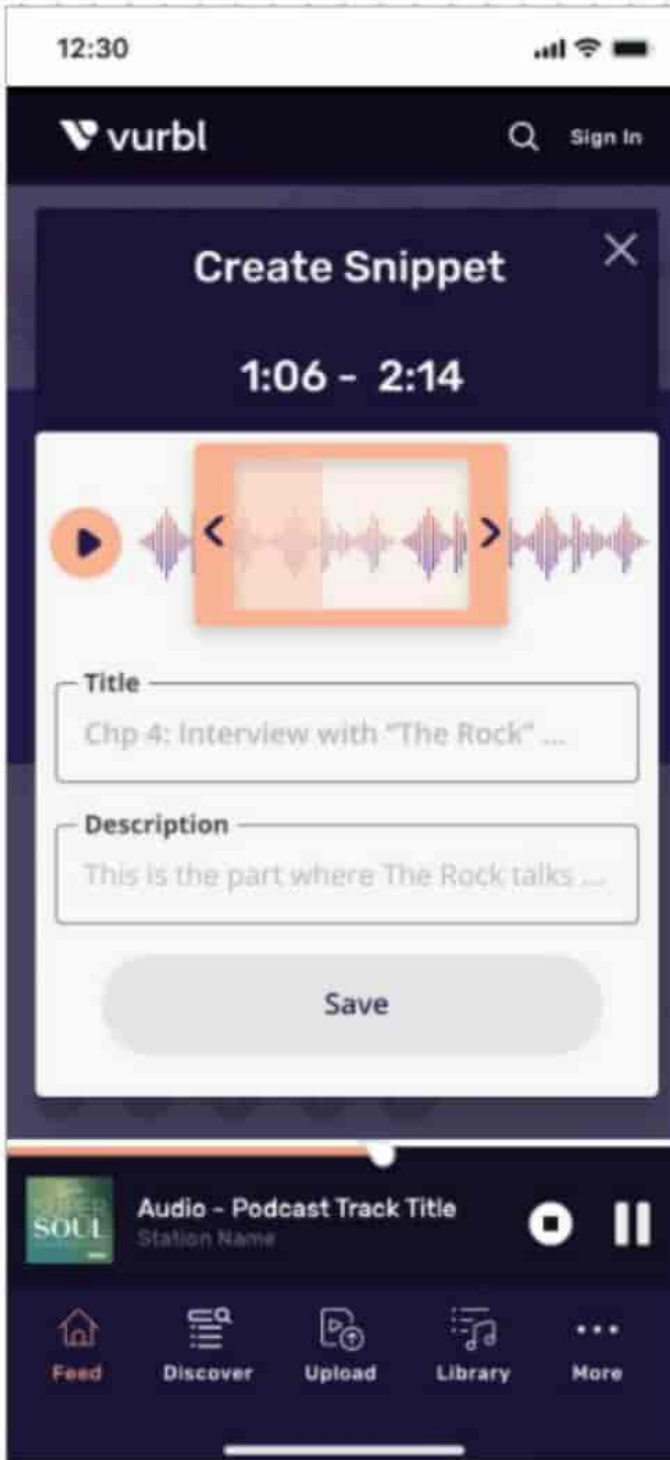 12:30
vurbl
Sign In
Create Snippet
1:06 - 2:14
Title
Chp 4: Interview with "The Rock" ...
Description
This is the part where The Rock talks ...
Save
SUPER
SOUL
Audio - Podcast Track Title
Station Name
Feed
Discover
Upload
Library
More